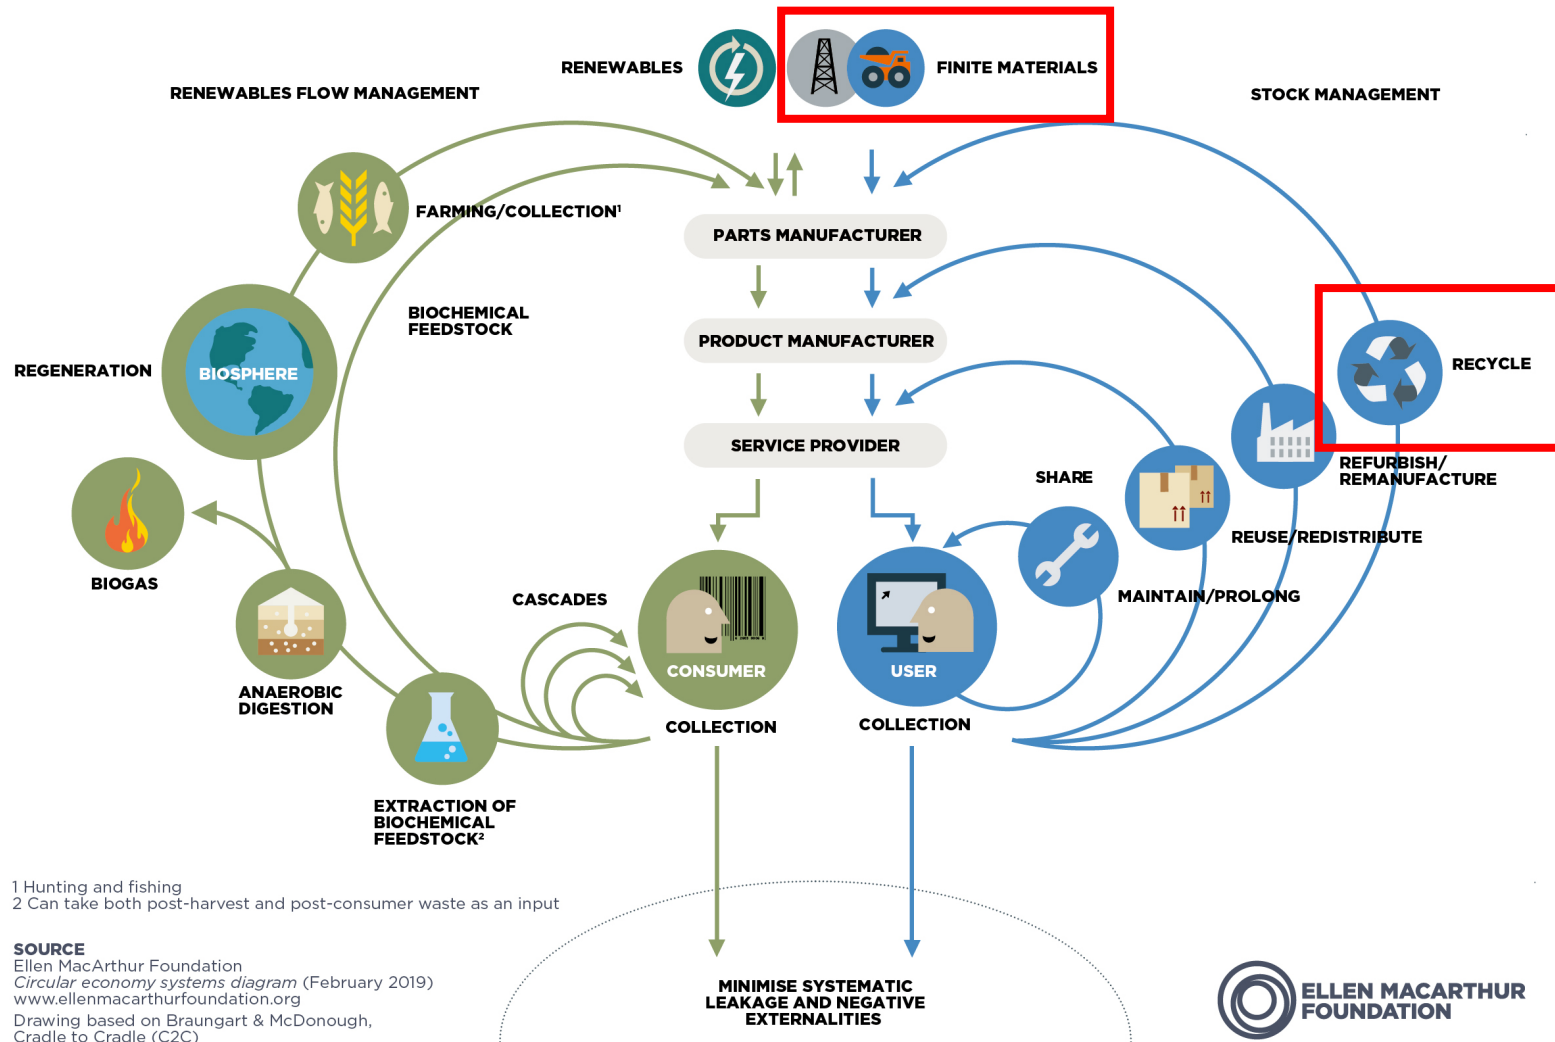 RENEWABLES
FINITE MATERIALS
RENEWABLES FLOW MANAGEMENT
STOCK MANAGEMENT
FARMING/COLLECTION¹
PARTS MANUFACTURER
BIOCHEMICAL
FEEDSTOCK
PRODUCT MANUFACTURER
REGENERATION
BIOSPHERE
RECYCLE
SERVICE PROVIDER
SHARE
REFURBISH/
REMANUFACTURE
REUSE/REDISTRIBUTE
BIOGAS
CASCADES
MAINTAIN/PROLONG
CONSUMER
USER
ANAEROBIC
DIGESTION
COLLECTION
COLLECTION
EXTRACTION OF
BIOCHEMICAL
FEEDSTOCK²
1 Hunting and fishing
2 Can take both post-harvest and post-consumer waste as an input
SOURCE
Ellen MacArthur Foundation
Circular economy systems diagram (February 2019)
www.ellenmacarthurfoundation.org
Drawing based on Braungart & McDonough,
Cradle to Cradle (C2C)
MINIMISE SYSTEMATIC
LEAKAGE AND NEGATIVE
EXTERNALITIES
ELLEN MACARTHUR
FOUNDATION